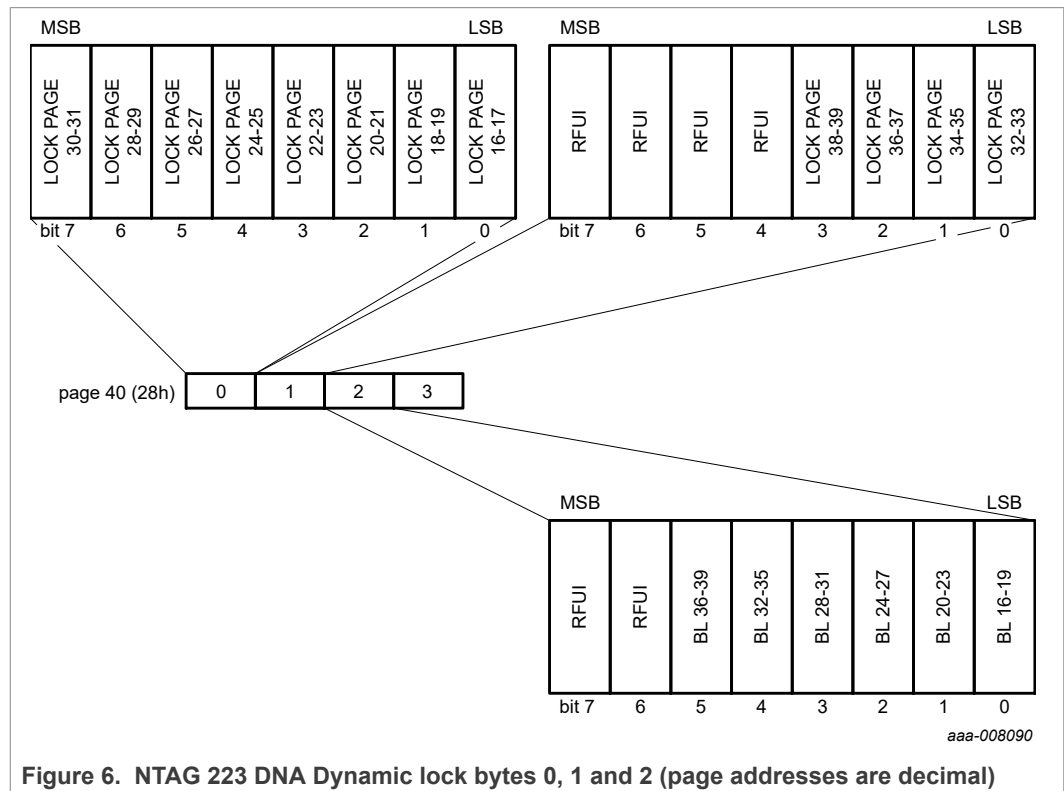 MSB LSB
LOCK PAGE 30-31
LOCK PAGE 28-29
LOCK PAGE 26-27
LOCK PAGE 24-25
LOCK PAGE 22-23
LOCK PAGE 20-21
LOCK PAGE 18-19
LOCK PAGE 16-17
bit 7 6 5 4 3 2 1 0
MSB LSB
RFUI
RFUI
RFUI
RFUI
LOCK PAGE 38-39
LOCK PAGE 36-37
LOCK PAGE 34-35
LOCK PAGE 32-33
bit 7 6 5 4 3 2 1 0
page 40 (28h) 0 1 2 3
MSB LSB
RFUI
RFUI
BL 36-39
BL 32-35
BL 28-31
BL 24-27
BL 20-23
BL 16-19
bit 7 6 5 4 3 2 1 0
aaa-008090
Figure 6. NTAG 223 DNA Dynamic lock bytes 0, 1 and 2 (page addresses are decimal)